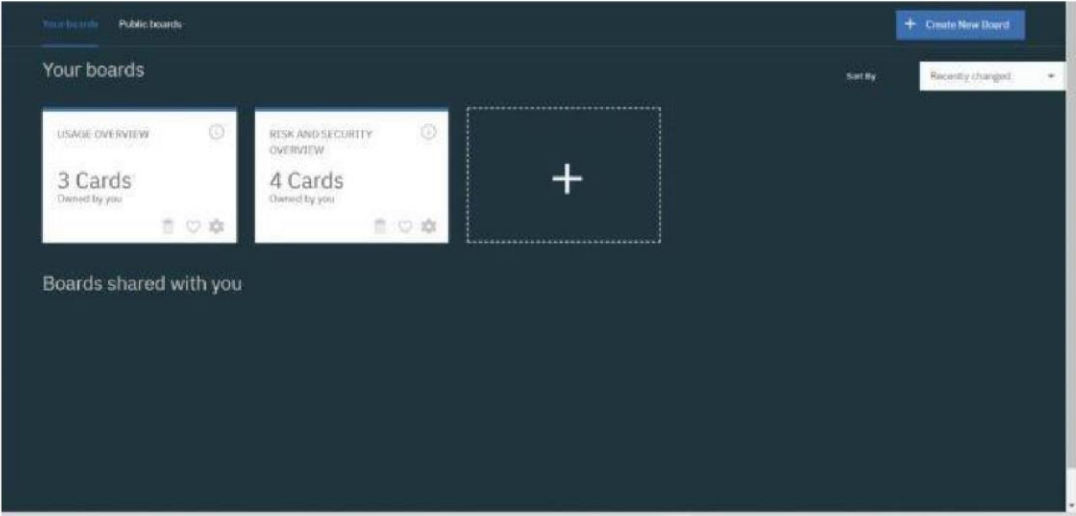 Your boards
Public boards
+ Create New Board
Your boards
Sort By
Recently changed
USAGE OVERVIEW
3 Cards
Owned by you
RISK AND SECURITY
OVERVIEW
4 Cards
Owned by you
Boards shared with you